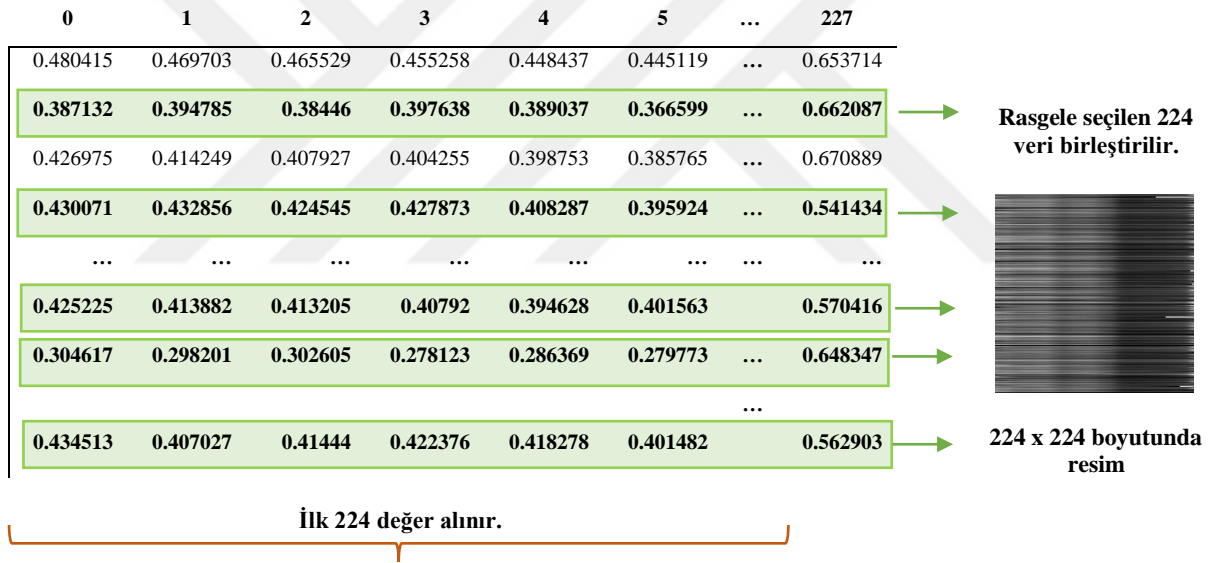 0 1 2 3 4 5 … 227
0.480415 0.469703 0.465529 0.455258 0.448437 0.445119 … 0.653714
0.387132 0.394785 0.38446 0.397638 0.389037 0.366599 … 0.662087
0.426975 0.414249 0.407927 0.404255 0.398753 0.385765 … 0.670889
0.430071 0.432856 0.424545 0.427873 0.408287 0.395924 … 0.541434
… … … … … … … …
0.425225 0.413882 0.413205 0.40792 0.394628 0.401563 0.570416
0.304617 0.298201 0.302605 0.278123 0.286369 0.279773 … 0.648347
…
0.434513 0.407027 0.41444 0.422376 0.418278 0.401482 0.562903
İlk 224 değer alınır.
Rasgele seçilen 224
veri birleştirilir.
224 x 224 boyutunda
resim